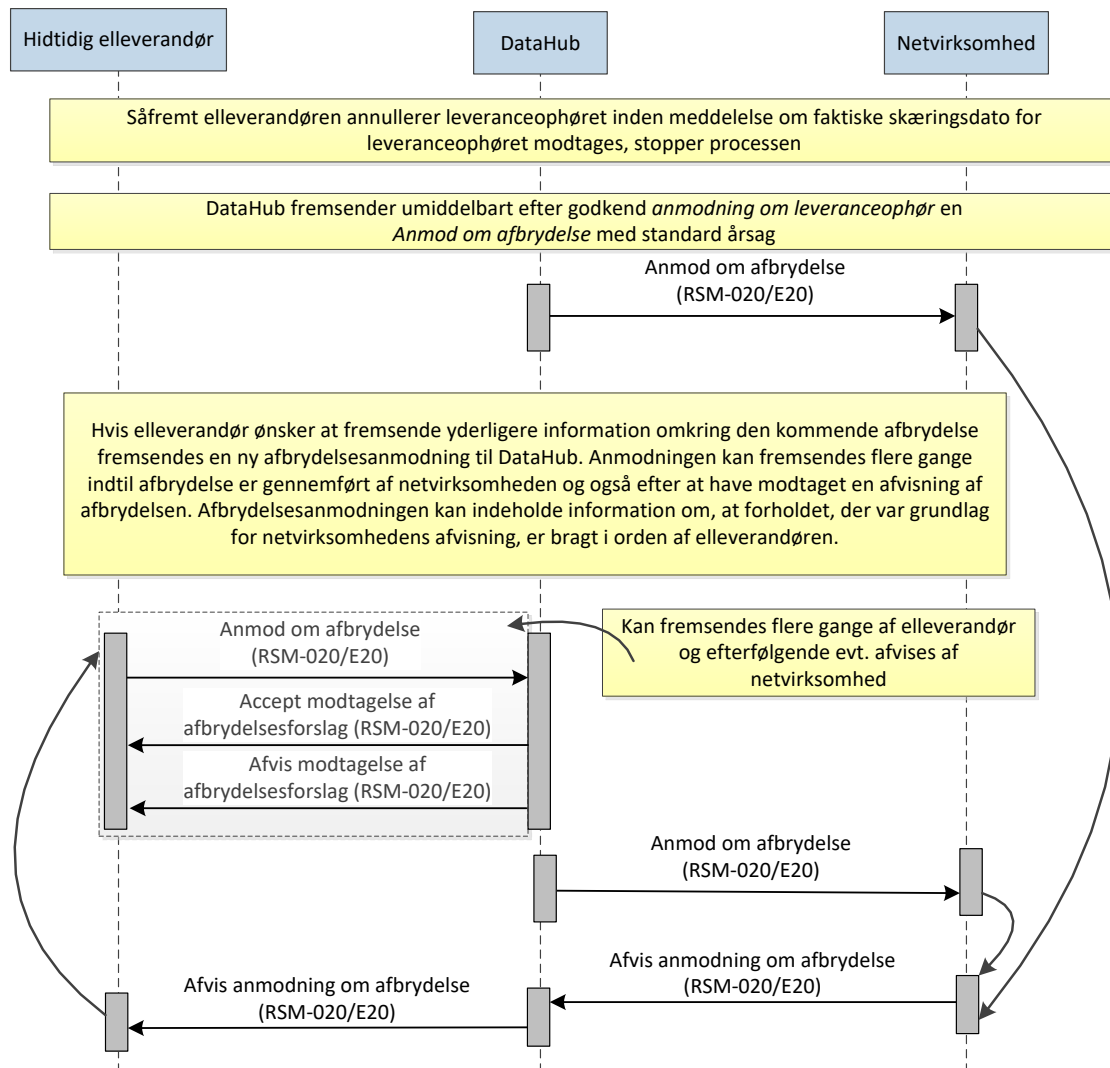 Hidtidig elleverandør
DataHub
Netvirksomhed
Såfremt elleverandøren annullerer leveranceophøret inden meddelelse om faktiske skæringsdato for
leveranceophøret modtages, stopper processen
DataHub fremsender umiddelbart efter godkend anmodning om leveranceophør en
Anmod om afbrydelse med standard årsag
Anmod om afbrydelse
(RSM-020/E20)
Hvis elleverandør ønsker at fremsende yderligere information omkring den kommende afbrydelse
fremsendes en ny afbrydelsesanmodning til DataHub. Anmodningen kan fremsendes flere gange
indtil afbrydelse er gennemført af netvirksomheden og også efter at have modtaget en afvisning af
afbrydelsen. Afbrydelsesanmodningen kan indeholde information om, at forholdet, der var grundlag
for netvirksomhedens afvisning, er bragt i orden af elleverandøren.
Kan fremsendes flere gange af elleverandør
og efterfølgende evt. afvises af
netvirksomhed
Anmod om afbrydelse
(RSM-020/E20)
Accept modtagelse af
afbrydelsesforslag (RSM-020/E20)
Afvis modtagelse af
afbrydelsesforslag (RSM-020/E20)
Anmod om afbrydelse
(RSM-020/E20)
Afvis anmodning om afbrydelse
(RSM-020/E20)
Afvis anmodning om afbrydelse
(RSM-020/E20)